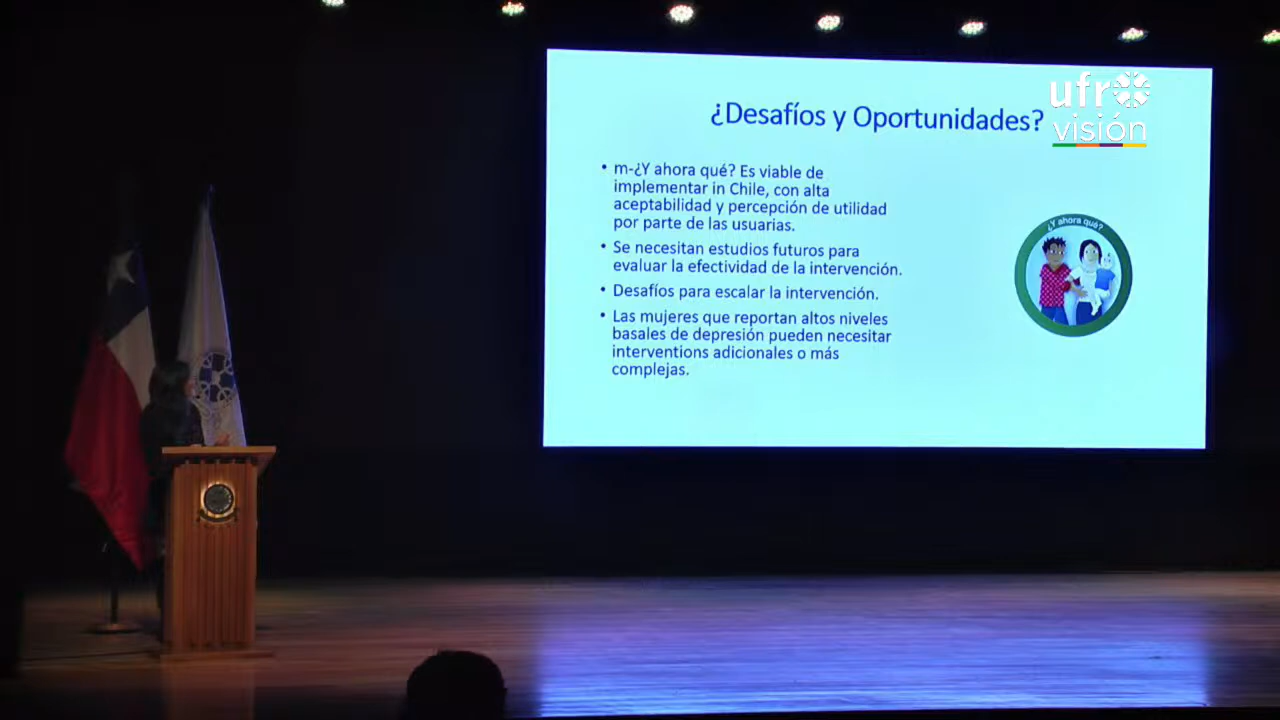 ufro
visión
¿Desafíos y Oportunidades?
• m-¿Y ahora qué? Es viable de
implementar in Chile, con alta
aceptabilidad y percepción de utilidad
por parte de las usuarias.
• Se necesitan estudios futuros para
evaluar la efectividad de la intervención.
• Desafíos para escalar la intervención.
• Las mujeres que reportan altos niveles
basales de depresión pueden necesitar
interventions adicionales o más
complejas.
¿Y ahora qué?